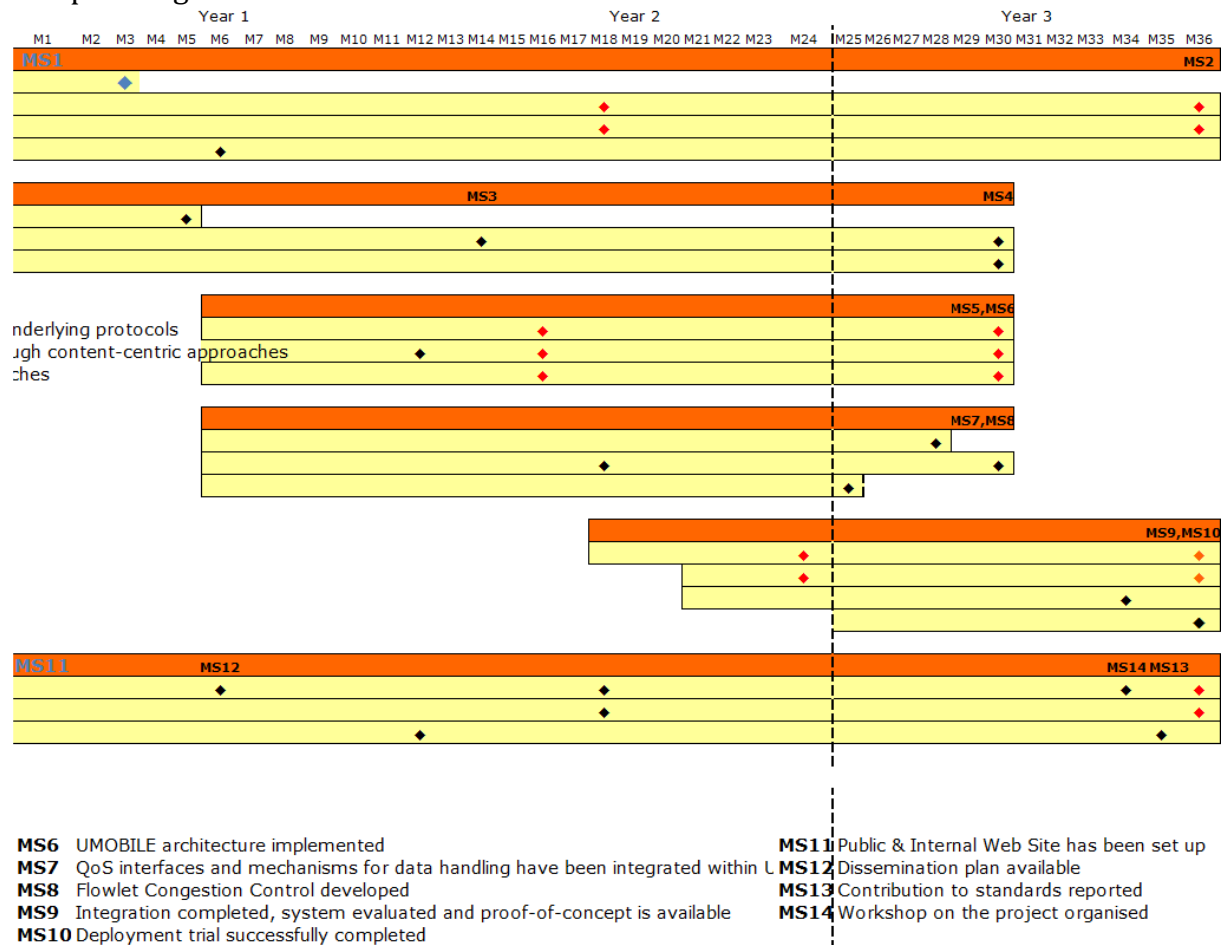 Year 1 Year 2 Year 3
M1 M2 M3 M4 M5 M6 M7 M8 M9 M10 M11 M12 M13 M14 M15 M16 M17 M18 M19 M20 M21 M22 M23 M24 M25 M26 M27 M28 M29 M30 M31 M32 M33 M34 M35 M36
MS1 MS2
MS3 MS4
MS5,MS6
nderlying protocols
ugh content-centric approaches
ches
MS7,MS8
MS9,MS10
MS11 MS12 MS14 MS13
MS6 UMOBILE architecture implemented
MS7 QoS interfaces and mechanisms for data handling have been integrated within U
MS8 Flowlet Congestion Control developed
MS9 Integration completed, system evaluated and proof-of-concept is available
MS10 Deployment trial successfully completed
MS11 Public & Internal Web Site has been set up
MS12 Dissemination plan available
MS13 Contribution to standards reported
MS14 Workshop on the project organised